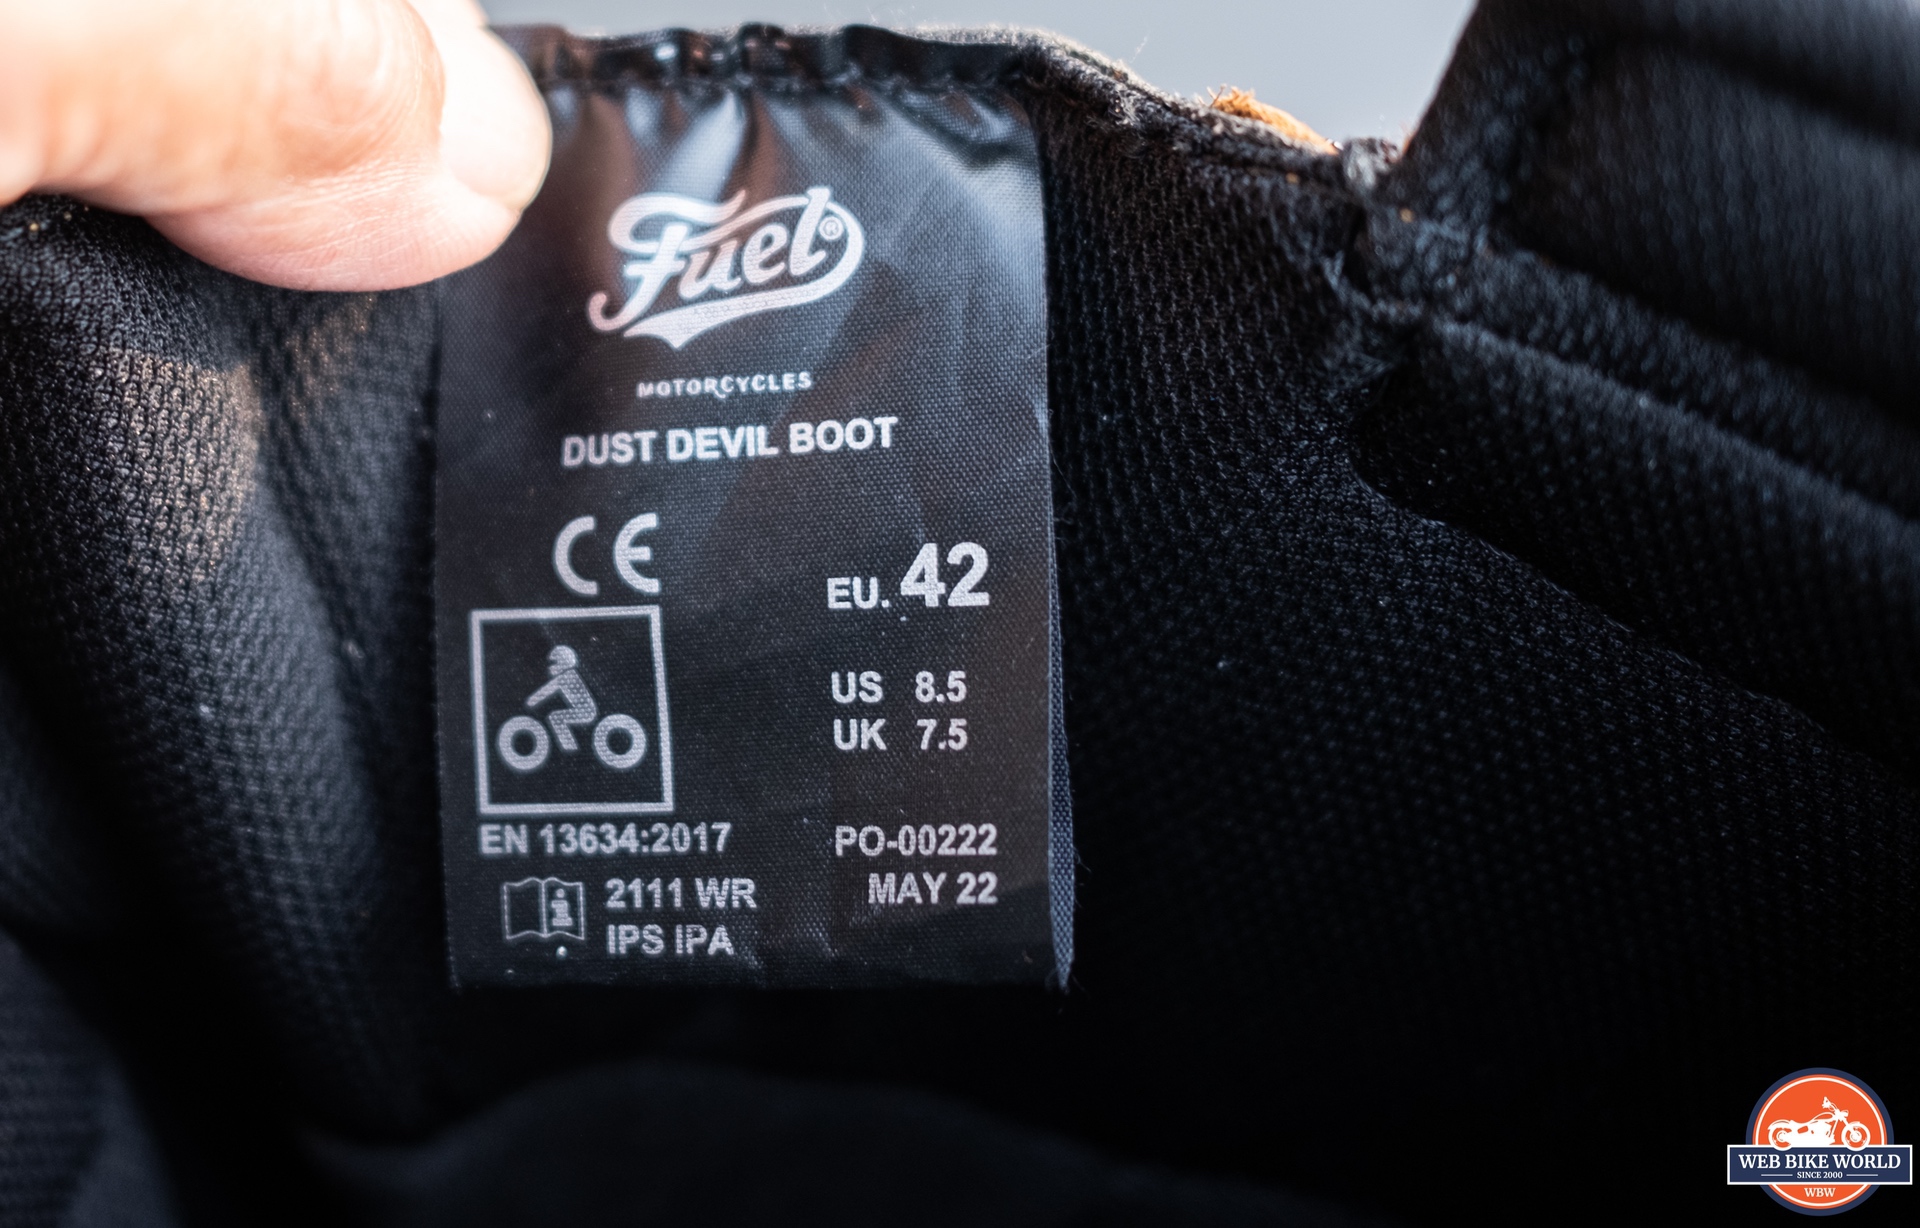 Fuel®
MOTORCYCLES
DUST DEVIL BOOT
CE
EU. 42
US 8.5
UK 7.5
EN 13634:2017
2111 WR
IPS IPA
PO-00222
MAY 22
WEB BIKE WORLD
SINCE 2000
WBW